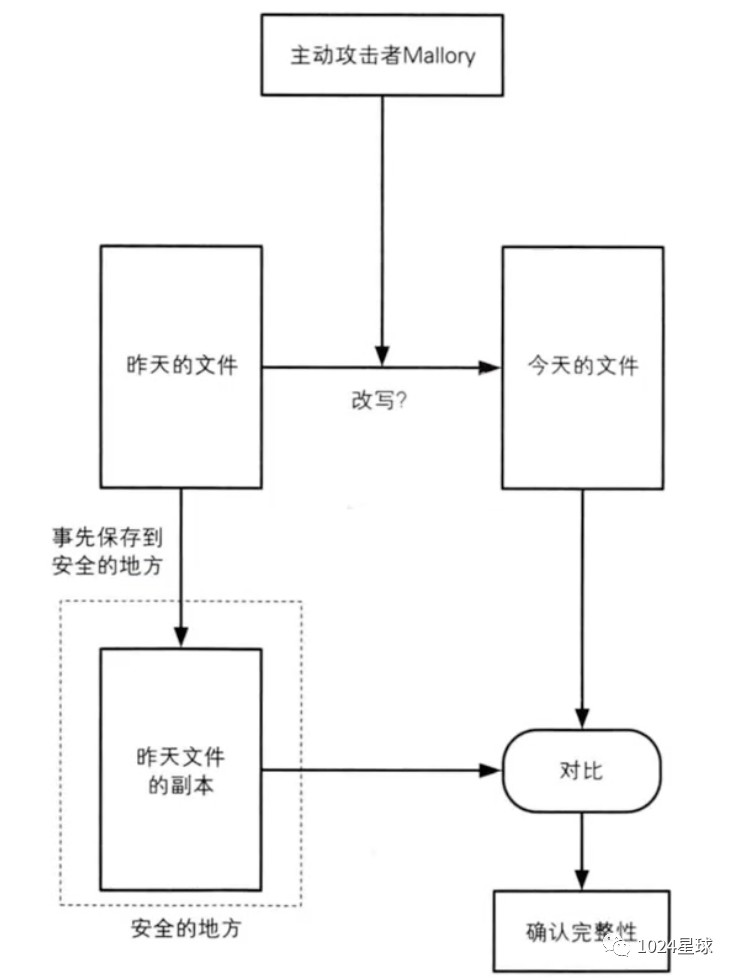 主动攻击者Mallory
昨天的文件
今天的文件
改写?
事先保存到
安全的地方
昨天文件
的副本
对比
安全的地方
确认完整性
1024星球